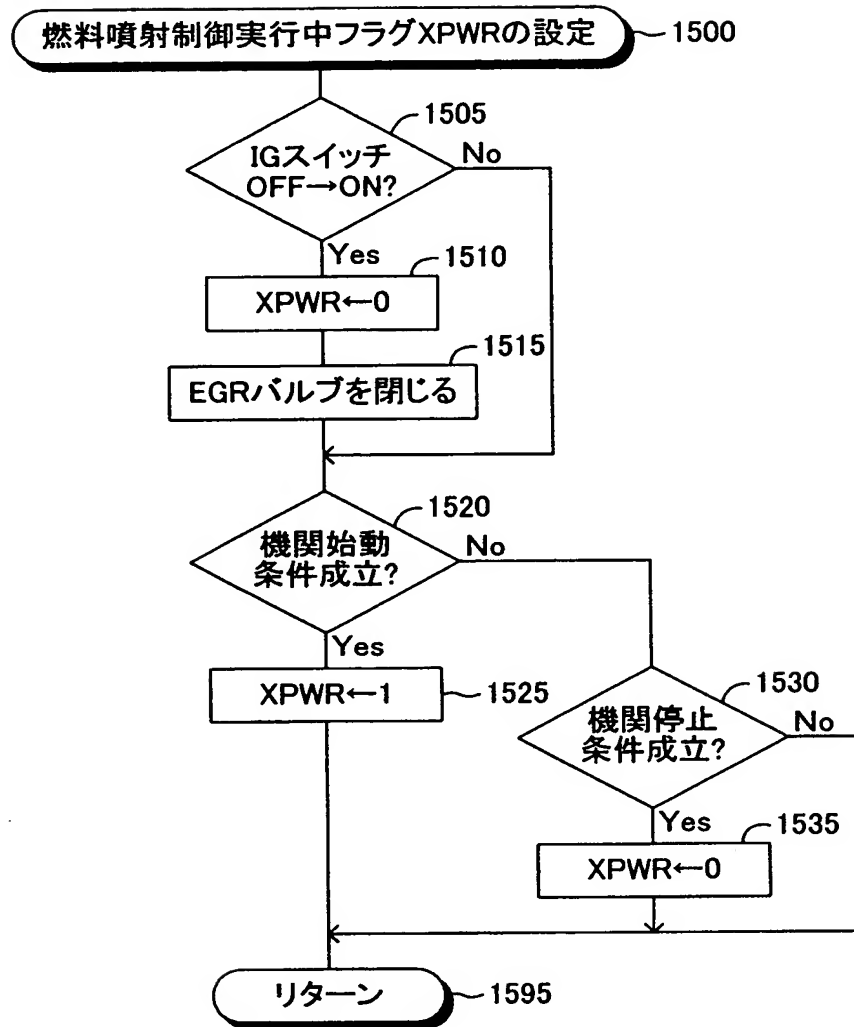 燃料噴射制御実行中フラグXPWRの設定
1500
1505
IGスイッチ
OFF→ON?
No
Yes
1510
XPWR←0
1515
EGRバルブを閉じる
1520
機関始動
条件成立?
No
Yes
XPWR←1
1525
1530
機関停止
条件成立?
No
Yes
1535
XPWR←0
リターン
1595